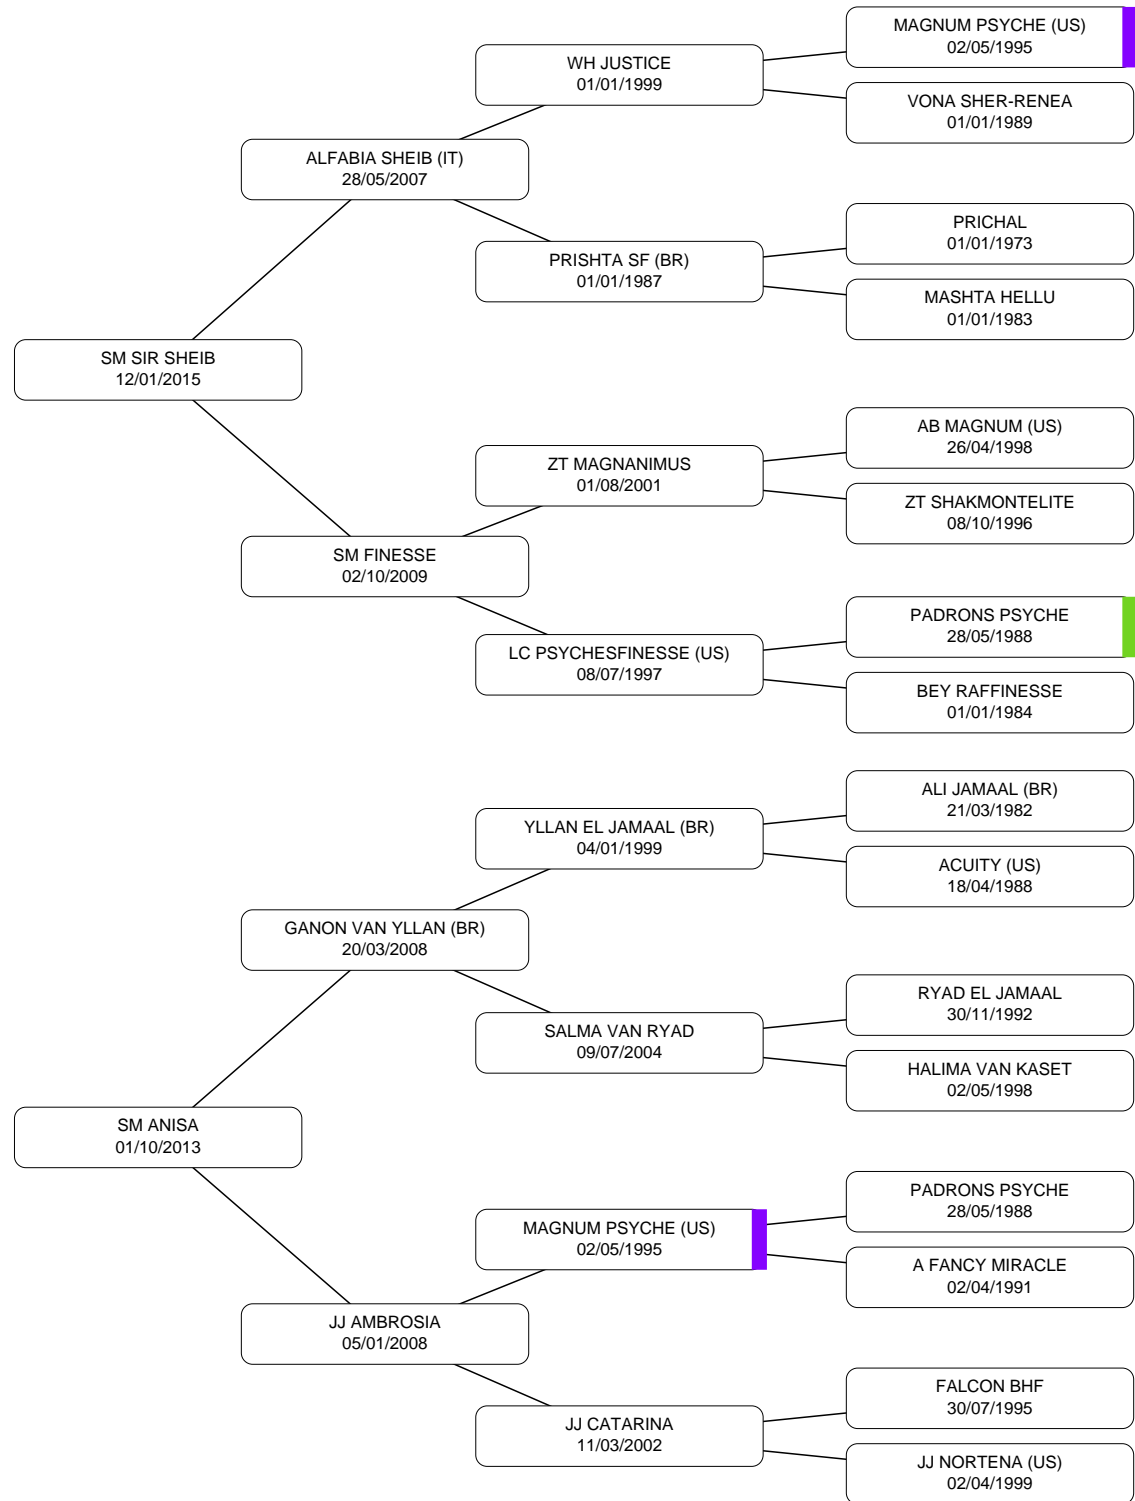 MAGNUM PSYCHE (US)
02/05/1995
WH JUSTICE
01/01/1999
VONA SHER-RENEA
01/01/1989
ALFABIA SHEIB (IT)
28/05/2007
PRICHAL
01/01/1973
PRISHTA SF (BR)
01/01/1987
MASHTA HELLU
01/01/1983
SM SIR SHEIB
12/01/2015
AB MAGNUM (US)
26/04/1998
ZT MAGNANIMUS
01/08/2001
ZT SHAKMONTELITE
08/10/1996
SM FINESSE
02/10/2009
PADRONS PSYCHE
28/05/1988
LC PSYCHESFINESSE (US)
08/07/1997
BEY RAFFINESSE
01/01/1984
ALI JAMAAL (BR)
21/03/1982
YLLAN EL JAMAAL (BR)
04/01/1999
ACUITY (US)
18/04/1988
GANON VAN YLLAN (BR)
20/03/2008
RYAD EL JAMAAL
30/11/1992
SALMA VAN RYAD
09/07/2004
HALIMA VAN KASET
02/05/1998
SM ANISA
01/10/2013
PADRONS PSYCHE
28/05/1988
MAGNUM PSYCHE (US)
02/05/1995
A FANCY MIRACLE
02/04/1991
JJ AMBROSIA
05/01/2008
FALCON BHF
30/07/1995
JJ CATARINA
11/03/2002
JJ NORTENA (US)
02/04/1999